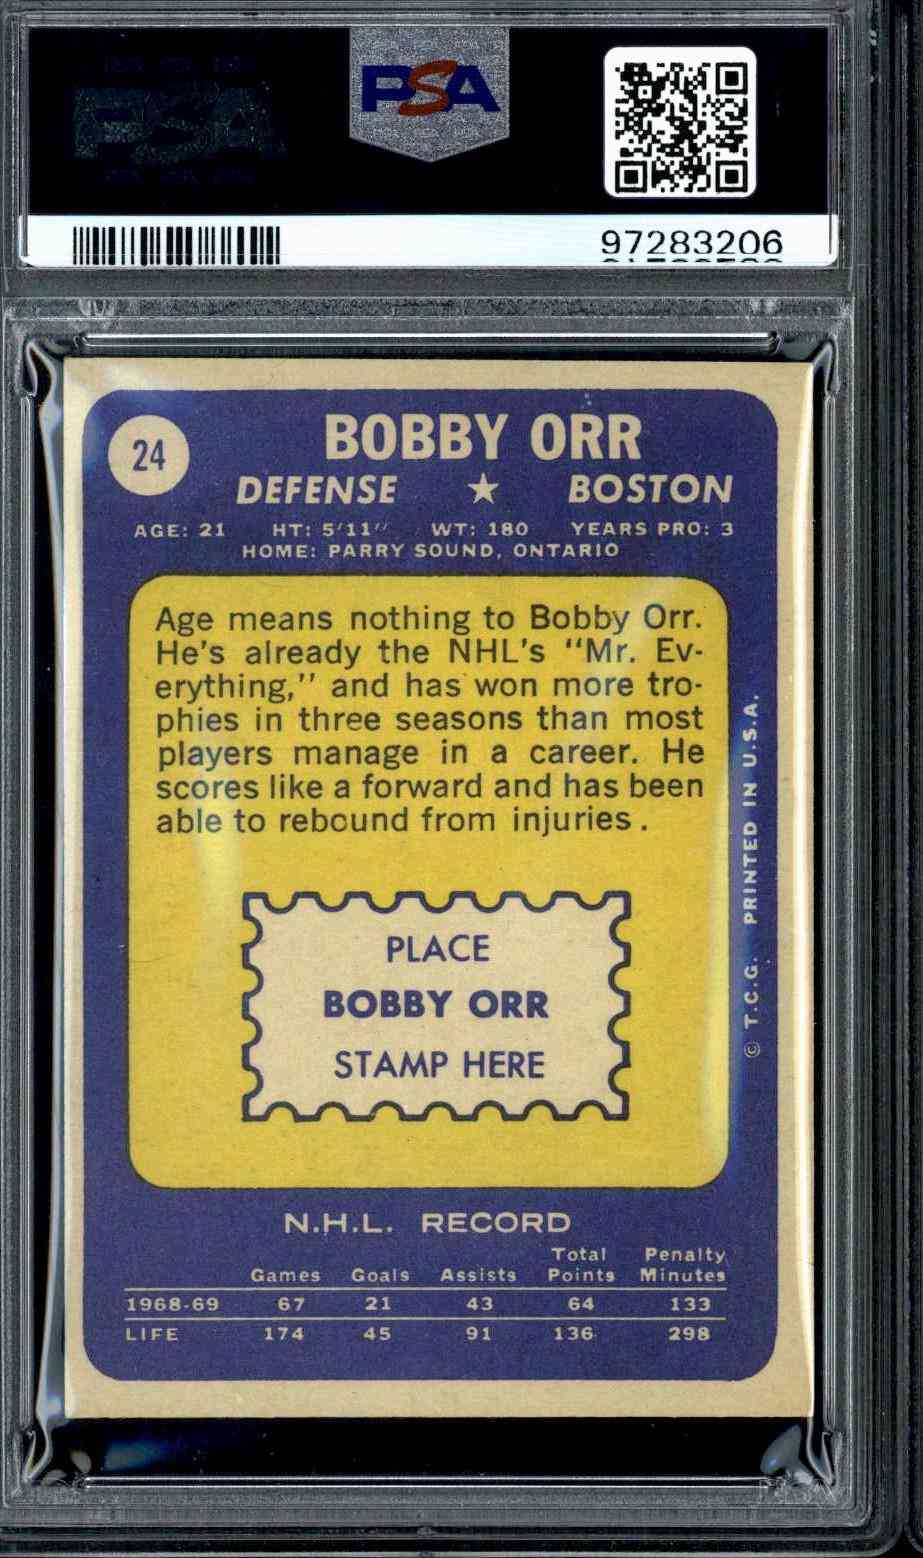 PSA
PSA
97283206
24
BOBBY ORR
DEFENSE ★ BOSTON
AGE: 21 HT: 5'11" WT: 180 YEARS PRO: 3
HOME: PARRY SOUND, ONTARIO
Age means nothing to Bobby Orr.
He's already the NHL's "Mr. Ev-
erything," and has won more tro-
phies in three seasons than most
players manage in a career. He
scores like a forward and has been
able to rebound from injuries.
PLACE
BOBBY ORR
STAMP HERE
© T.C.G. PRINTED IN U.S.A.
N.H.L. RECORD
Games Goals Assists Total Points Penalty Minutes
1968-69 67 21 43 64 133
LIFE 174 45 91 136 298